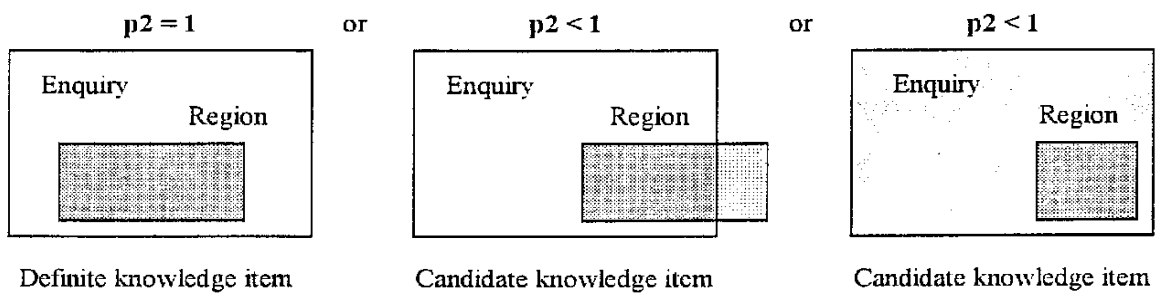 p2 = 1 or p2 < 1 or p2 < 1
Enquiry Enquiry Enquiry
Region Region Region
Definite knowledge item Candidate knowledge item Candidate knowledge item